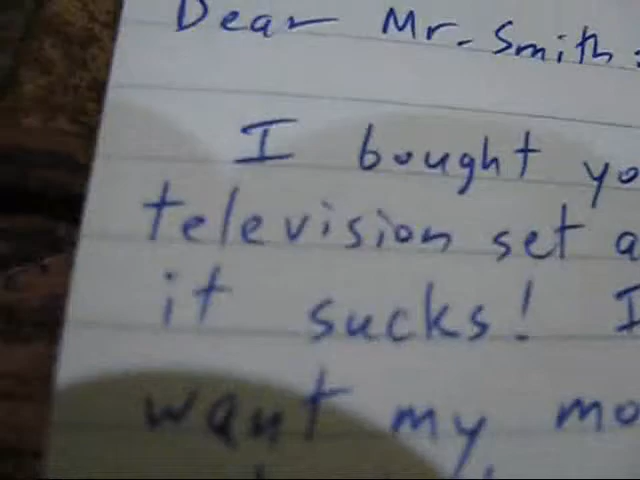 Dear Mr. Smith:
I bought yo
television set a
it sucks! I
want my mo